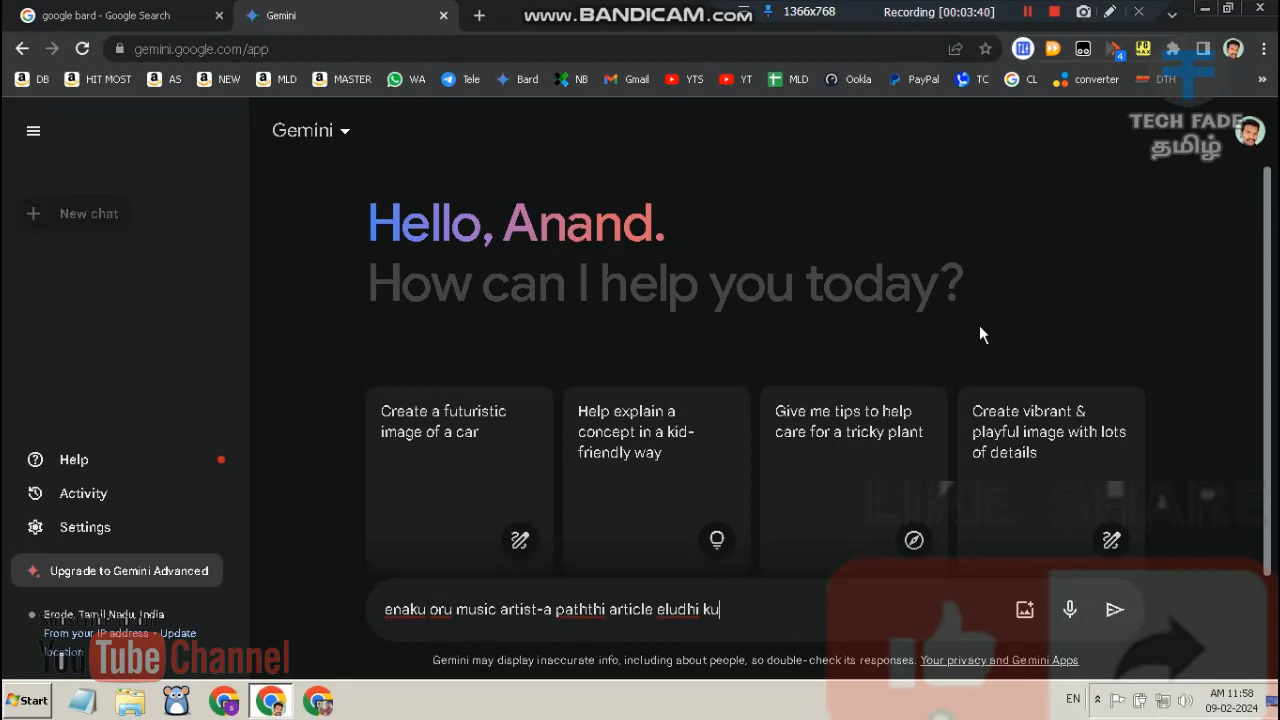 google bard - Google Search
Gemini
www.BANDICAM.com
1366x768
Recording [00:03:40]
gemini.google.com/app
4
DB
HIT MOST
AS
NEW
MLD
MASTER
WA
Tele
Bard
NB
Gmail
YTS
YT
MLD
Ookla
PayPal
TC
CL
converter
DTH
TECH FADE
தமிழ்
Gemini
New chat
Hello, Anand.
How can I help you today?
Create a futuristic
image of a car
Help explain a
concept in a kid-
friendly way
Give me tips to help
care for a tricky plant
Create vibrant &
playful image with lots
of details
LIKE SHARE
Help
Activity
Settings
Upgrade to Gemini Advanced
Erode, Tamil Nadu, India
From your IP address - Update
location
YouTube Channel
enaku oru music artist-a paththi article eludhi ku
Gemini may display inaccurate info, including about people, so double-check its responses. Your privacy and Gemini Apps
Start
EN
AM 11:58
09-02-2024